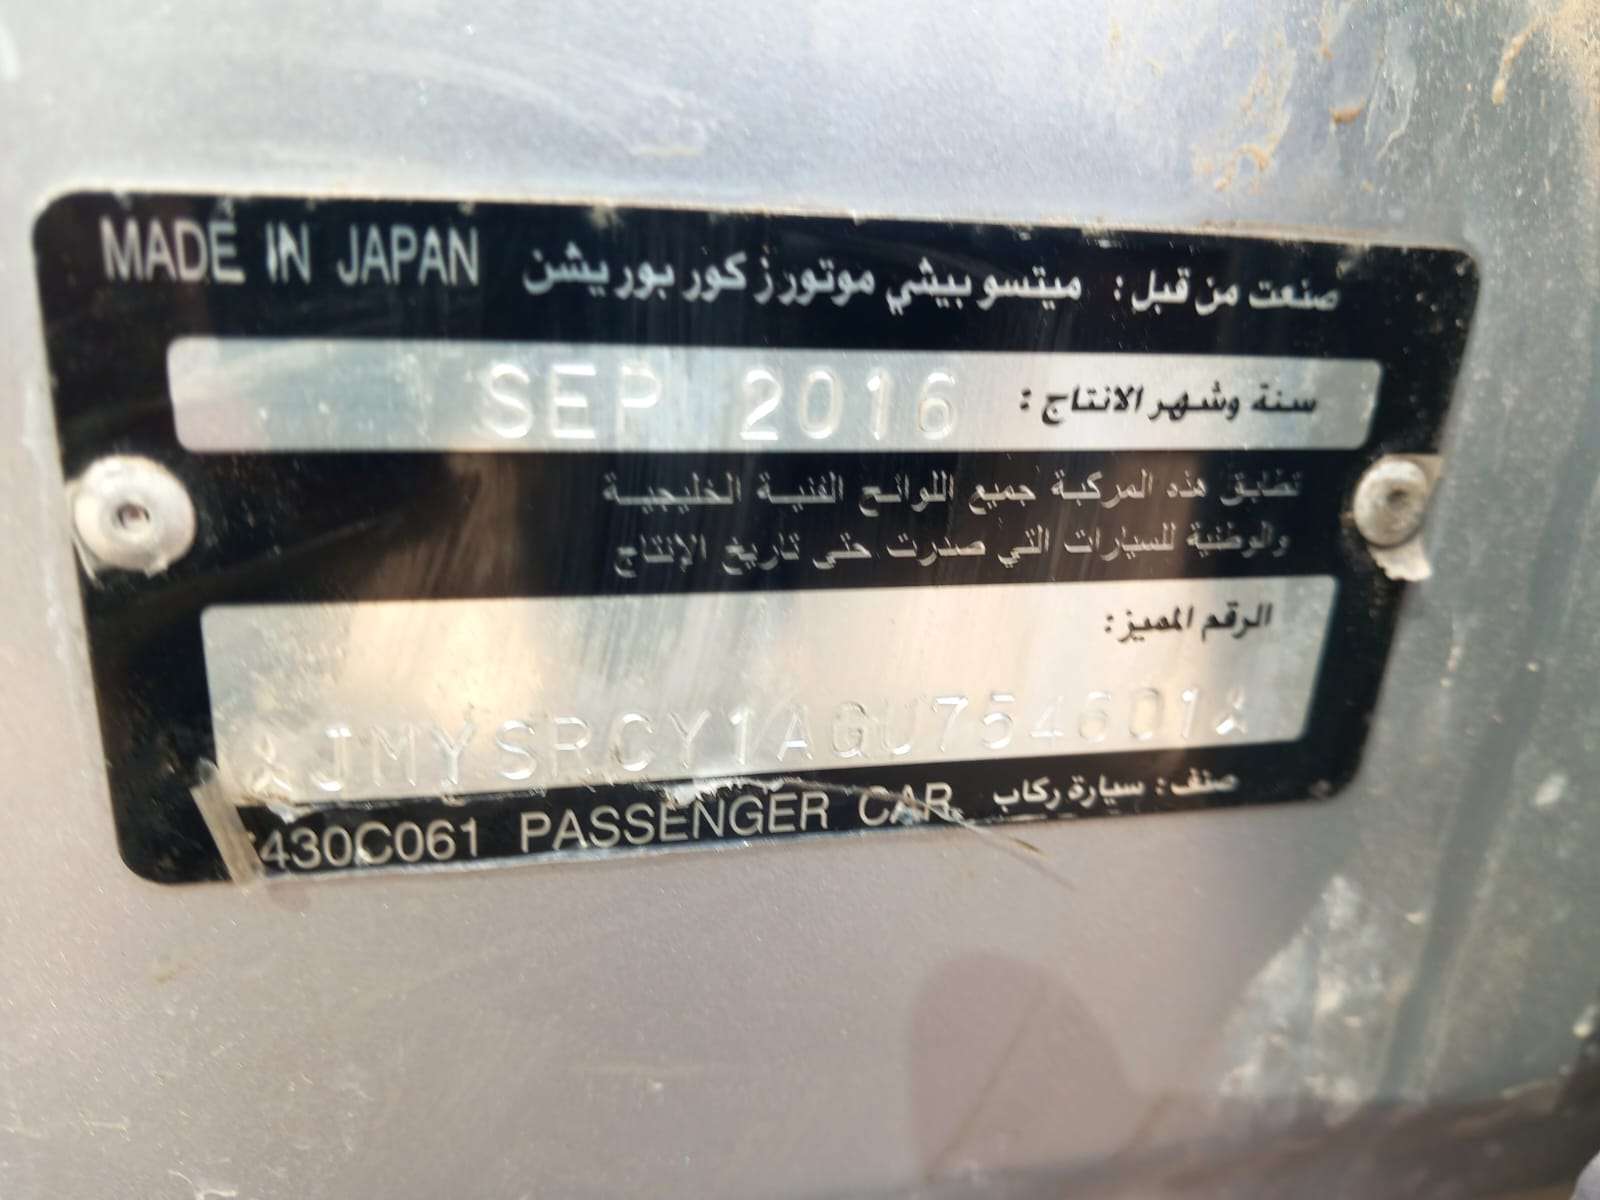 MADE IN JAPAN صنعت من قبل: ميتسوبيشي موتورز كوربوريشن
سنة وشهر الانتاج: SEP 2016
تطابق هذه المركبة جميع اللوائح الفنية الخليجية
والوطنية للسيارات التي صدرت حتى تاريخ الإنتاج
الرقم المميز:
JMYSRCY1AGU754601
430C061 PASSENGER CAR صنف: سيارة ركاب